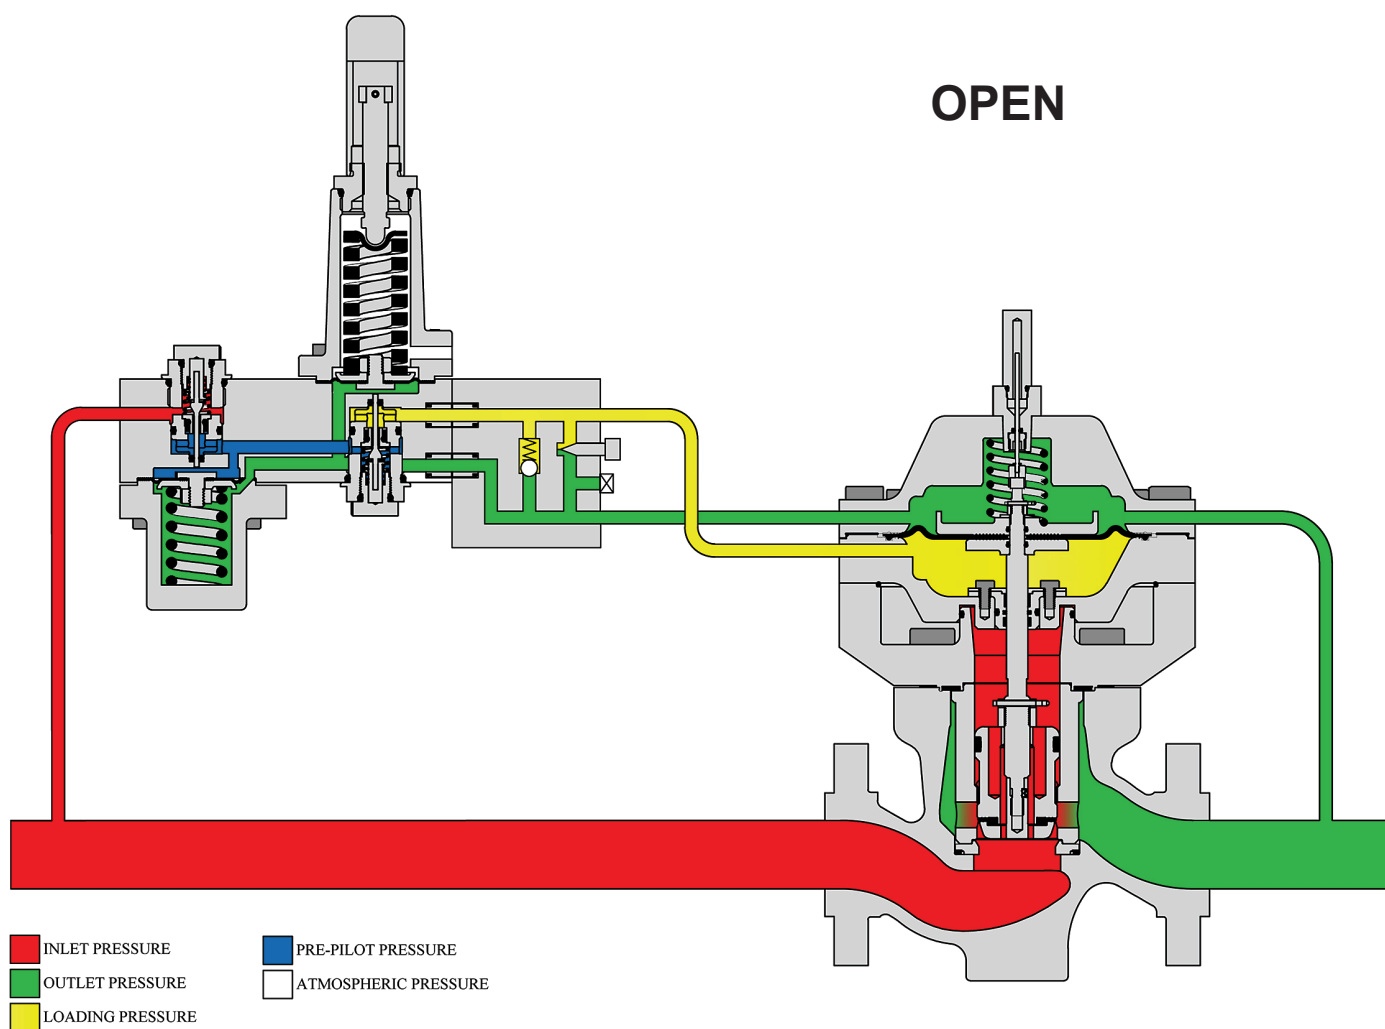 OPEN
INLET PRESSURE
OUTLET PRESSURE
LOADING PRESSURE
PRE-PILOT PRESSURE
ATMOSPHERIC PRESSURE